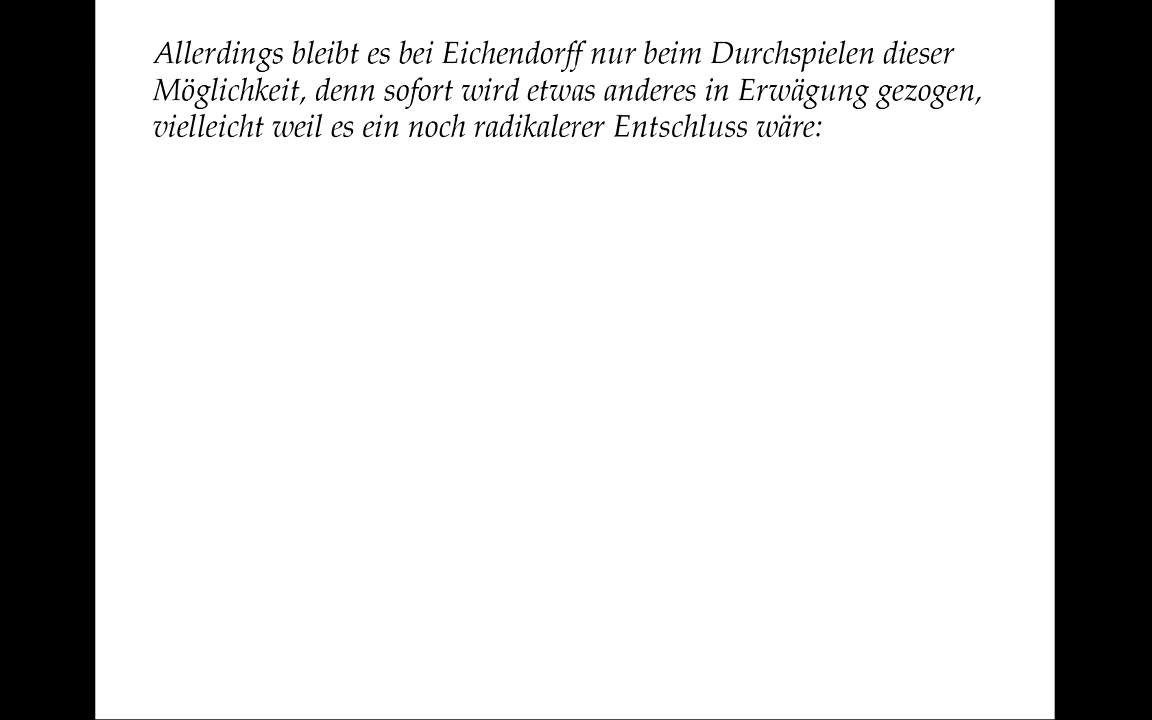 Allerdings bleibt es bei Eichendorff nur beim Durchspielen dieser
Möglichkeit, denn sofort wird etwas anderes in Erwägung gezogen,
vielleicht weil es ein noch radikalerer Entschluss wäre: